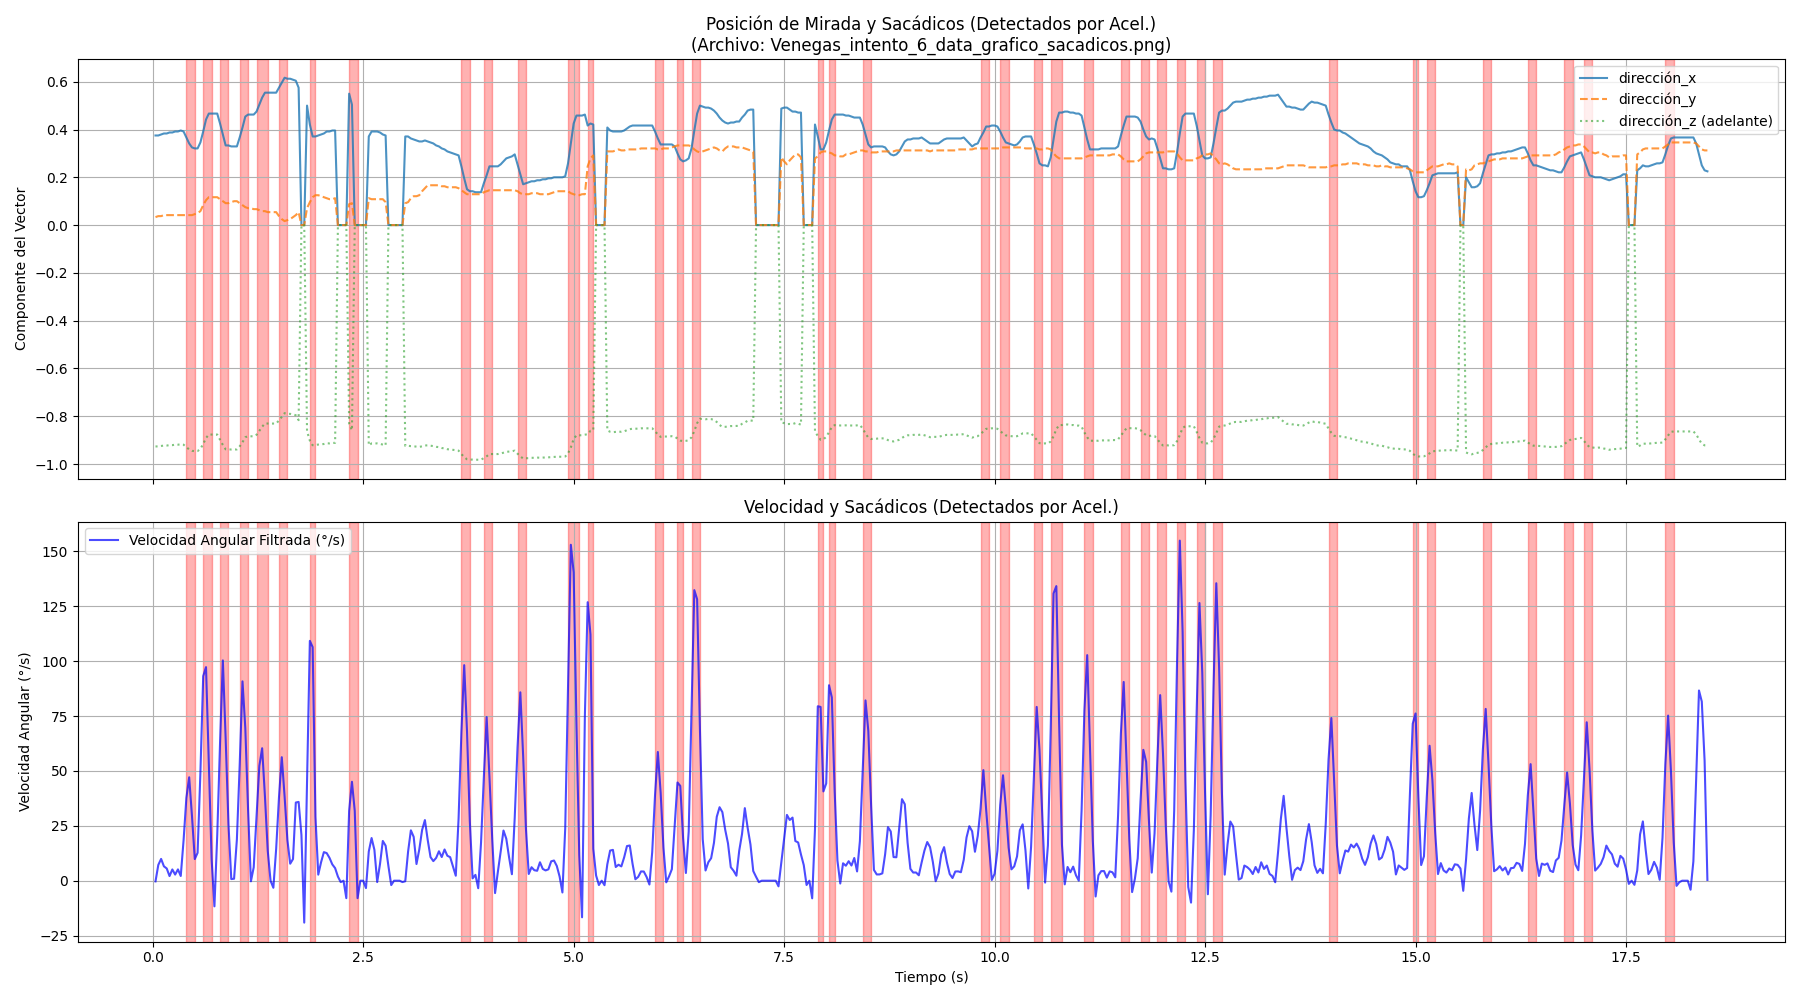 Posición de Mirada y Sacádicos (Detectados por Acel.)
(Archivo: Venegas_intento_6_data_grafico_sacadicos.png)
dirección_x
dirección_y
dirección_z (adelante)
Componente del Vector
0.6
0.4
0.2
0.0
−0.2
−0.4
−0.6
−0.8
−1.0
Velocidad y Sacádicos (Detectados por Acel.)
Velocidad Angular Filtrada (°/s)
Velocidad Angular (°/s)
150
125
100
75
50
25
0
−25
0.0 2.5 5.0 7.5 10.0 12.5 15.0 17.5
Tiempo (s)